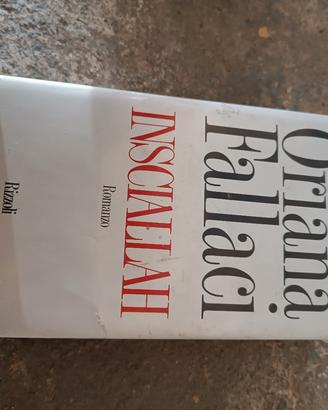 Oriana
Fallaci
INSCIALLAH
Romanzo
Rizzoli